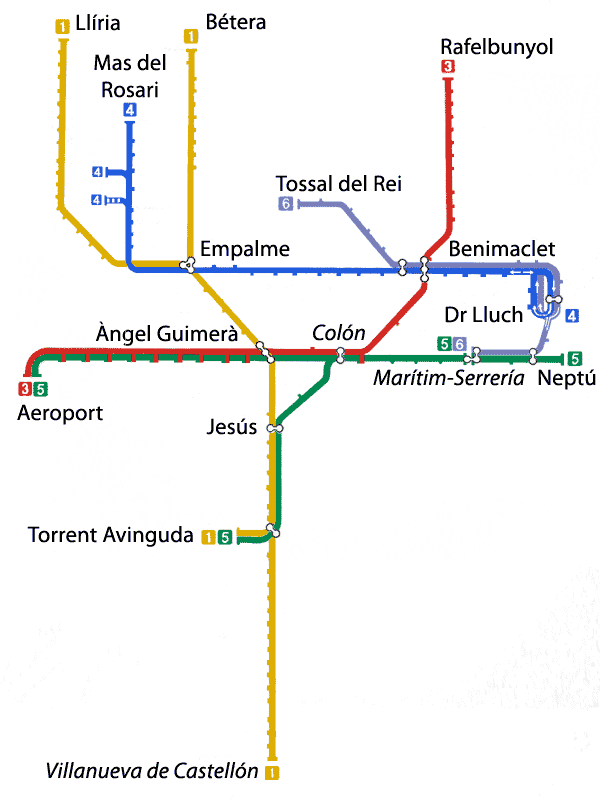 1 Llíria
Bétera
1
Mas del
Rosari
4
Rafelbunyol
3
4
4
Tossal del Rei
6
Empalme
Benimaclet
Dr Lluch
4
Àngel Guimerà
Colón
5 6
5
Marítim-Serrería
Neptú
3 5
Aeroport
Jesús
Torrent Avinguda 1 5
Villanueva de Castellón 1